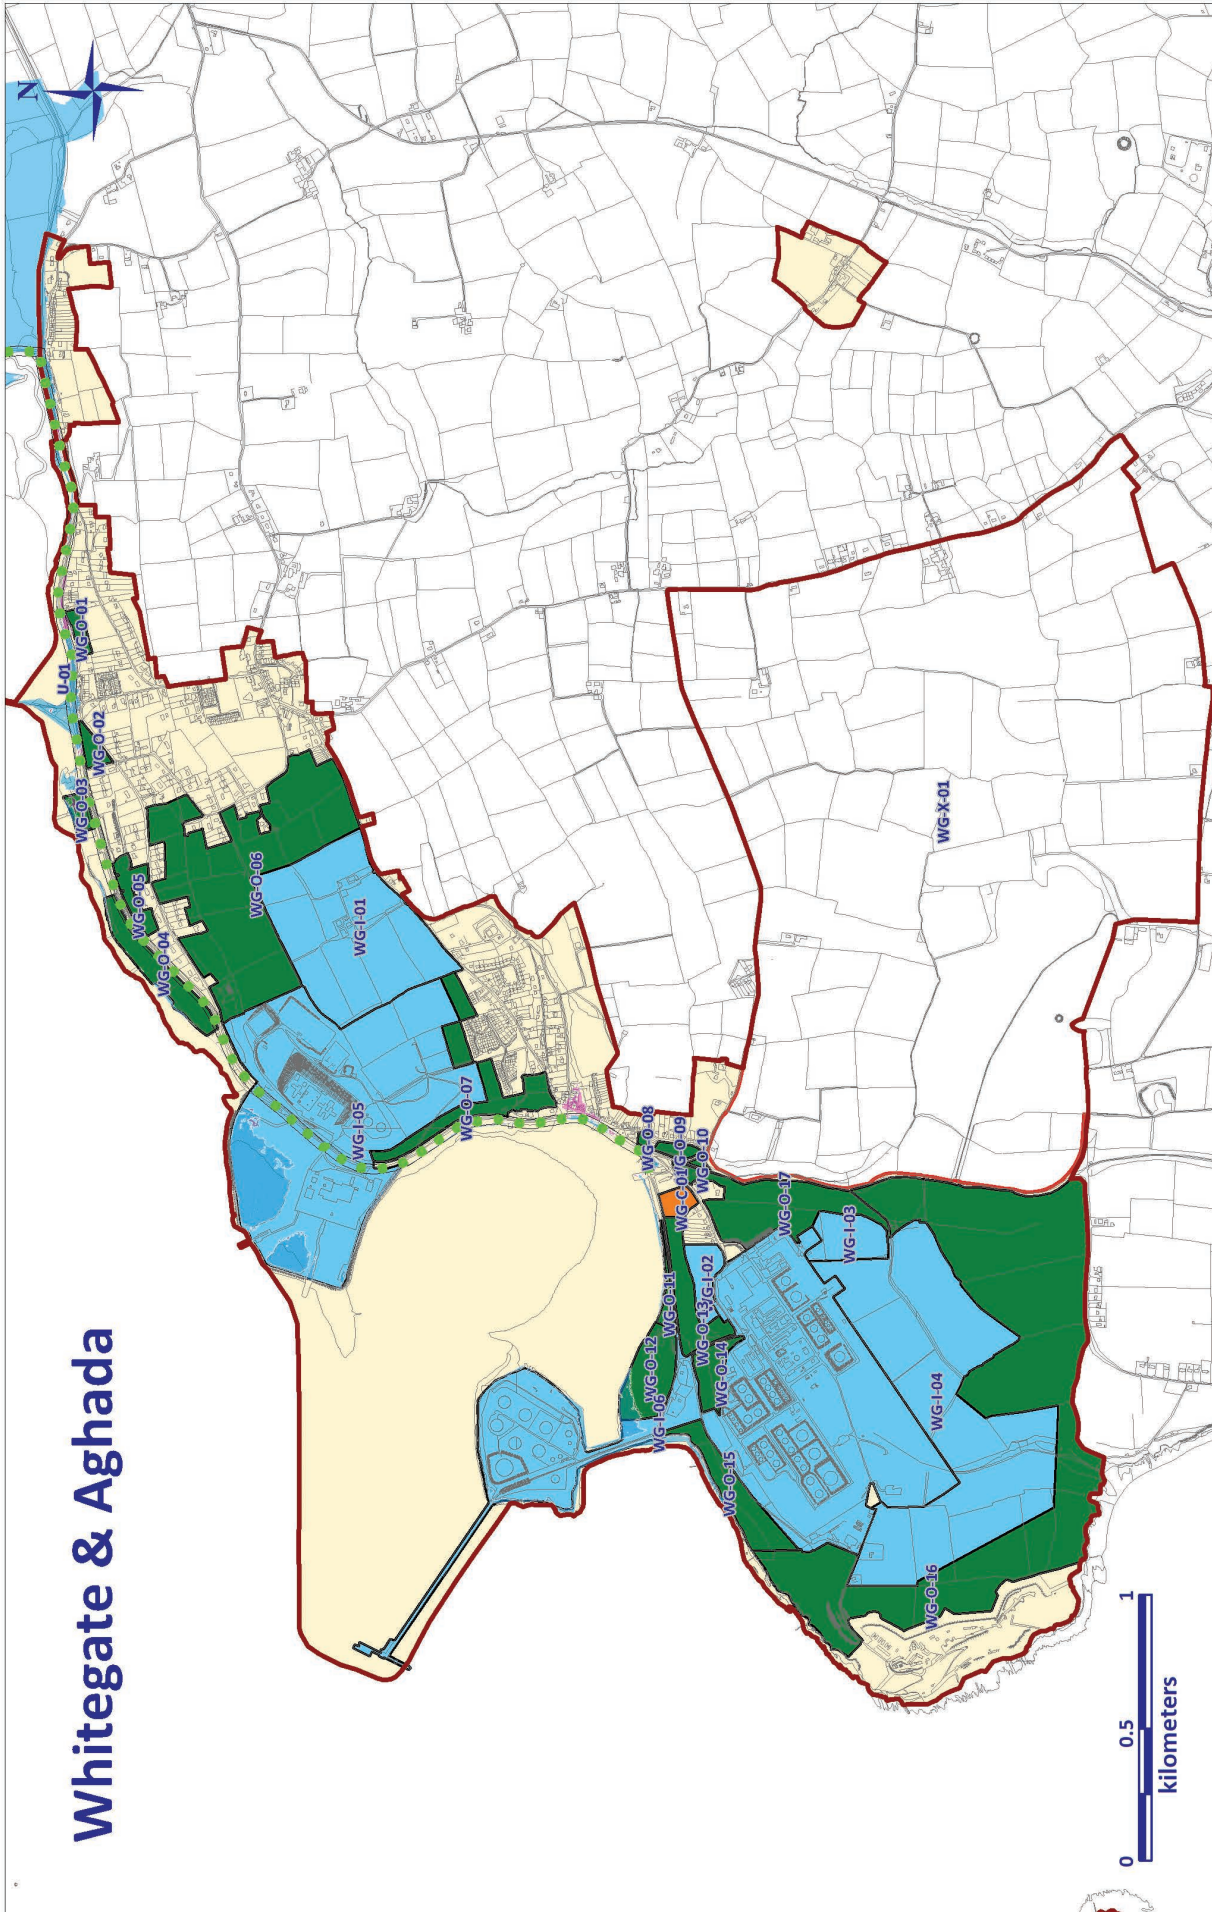 Whitegate & Aghada
N
U-01
WG-O-01
WG-O-02
WG-O-03
WG-O-04
WG-O-05
WG-O-06
WG-I-01
WG-I-05
WG-O-07
WG-O-08
WG-C-01
G-O-09
WG-O-10
WG-O-11
WG-I-02
WG-O-12
WG-O-13
WG-O-14
WG-I-06
WG-O-15
WG-O-17
WG-I-03
WG-I-04
WG-O-16
WG-X-01
0 0.5 1
kilometers